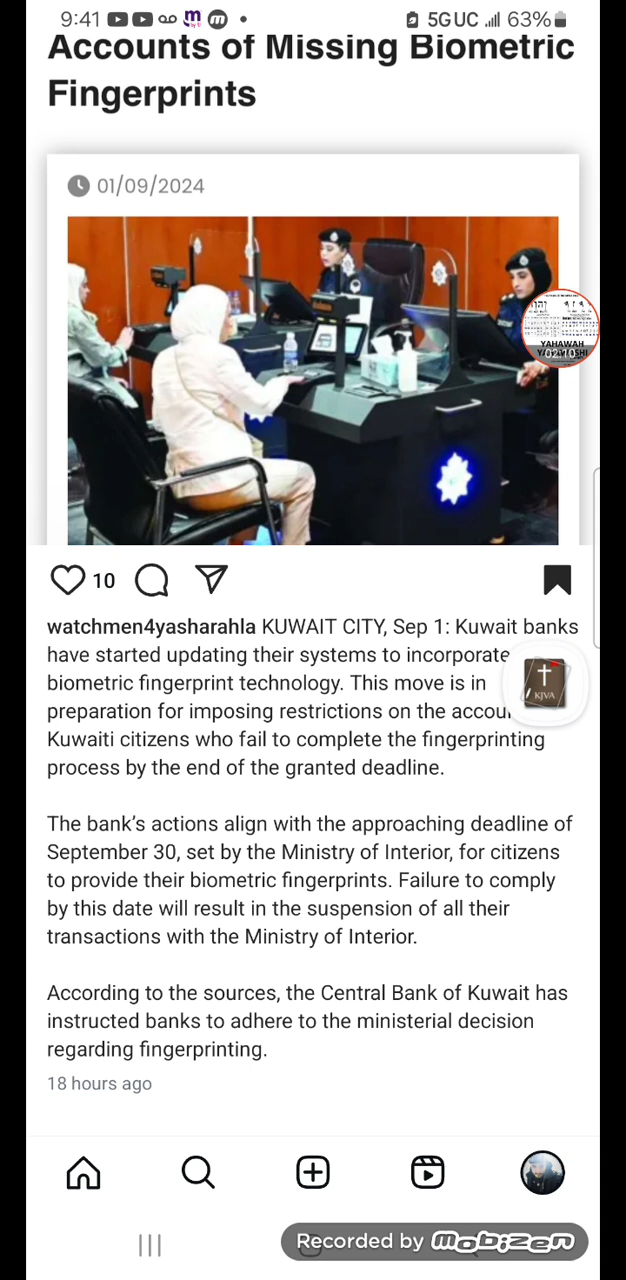 9:41
5G UC
63%
Accounts of Missing Biometric
Fingerprints
01/09/2024
YAHAWAH
02:10
10
watchmen4yasharahla KUWAIT CITY, Sep 1: Kuwait banks
have started updating their systems to incorporate
biometric fingerprint technology. This move is in
KJVA
preparation for imposing restrictions on the
Kuwaiti citizens who fail to complete the fingerprinting
process by the end of the granted deadline.
The bank’s actions align with the approaching deadline of
September 30, set by the Ministry of Interior, for citizens
to provide their biometric fingerprints. Failure to comply
by this date will result in the suspension of all their
transactions with the Ministry of Interior.
According to the sources, the Central Bank of Kuwait has
instructed banks to adhere to the ministerial decision
regarding fingerprinting.
18 hours ago
Recorded by mobizen